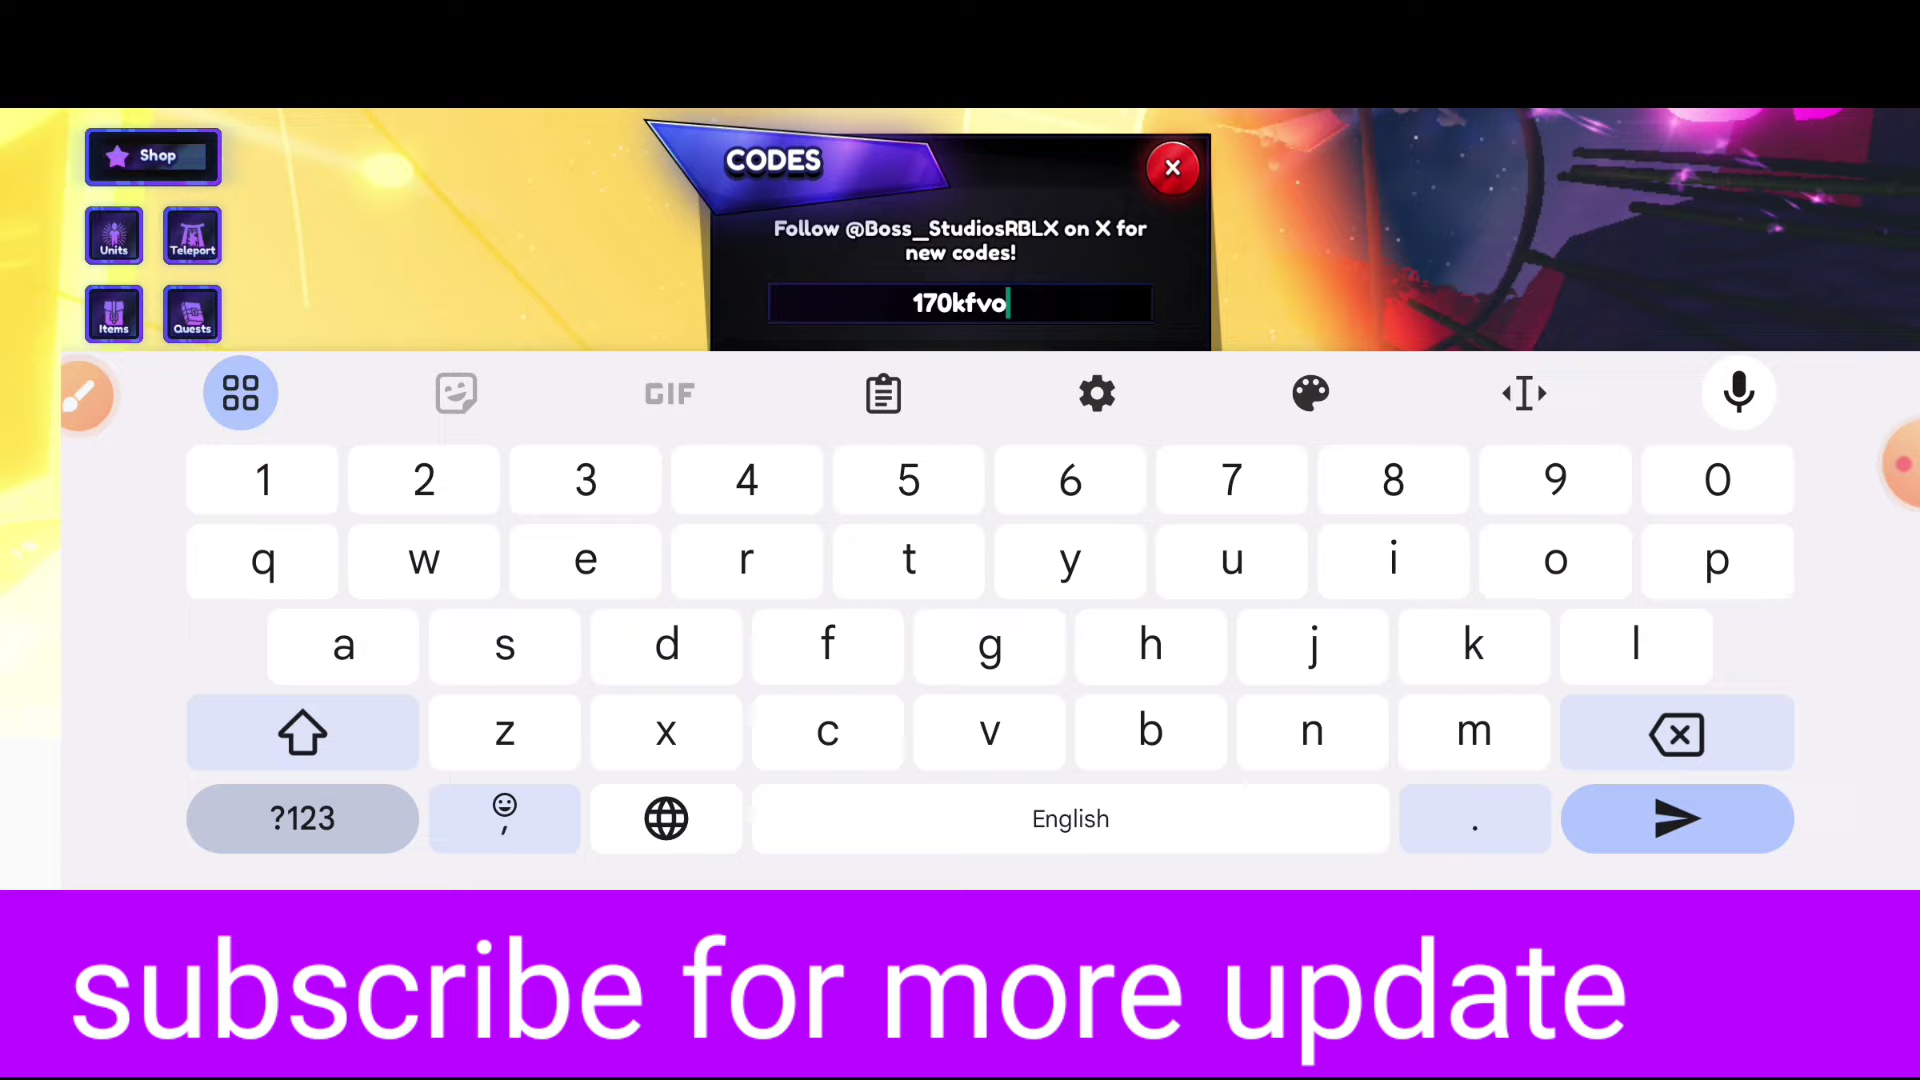 Shop
CODES
Follow @Boss_StudiosRBLX on X for
new codes!
Units
Teleport
170kfvo
Items
Quests
GIF
1 2 3 4 5 6 7 8 9 0
q w e r t y u i o p
a s d f g h j k l
z x c v b n m
?123 , English .
subscribe for more update